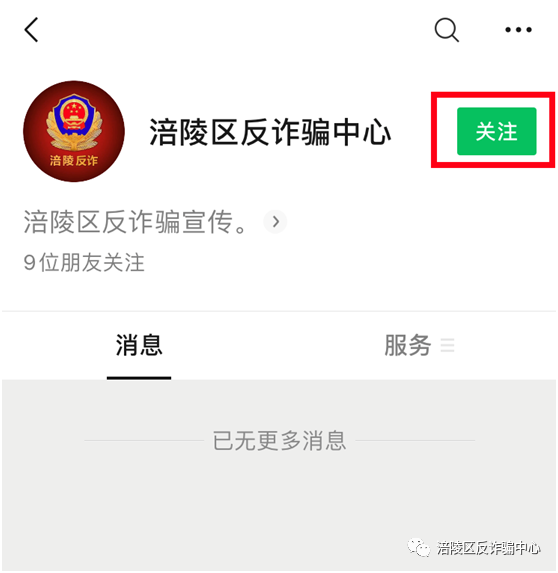 涪陵反诈
涪陵区反诈骗中心
关注
涪陵区反诈骗宣传。
9位朋友关注
消息
服务
已无更多消息
涪陵区反诈骗中心